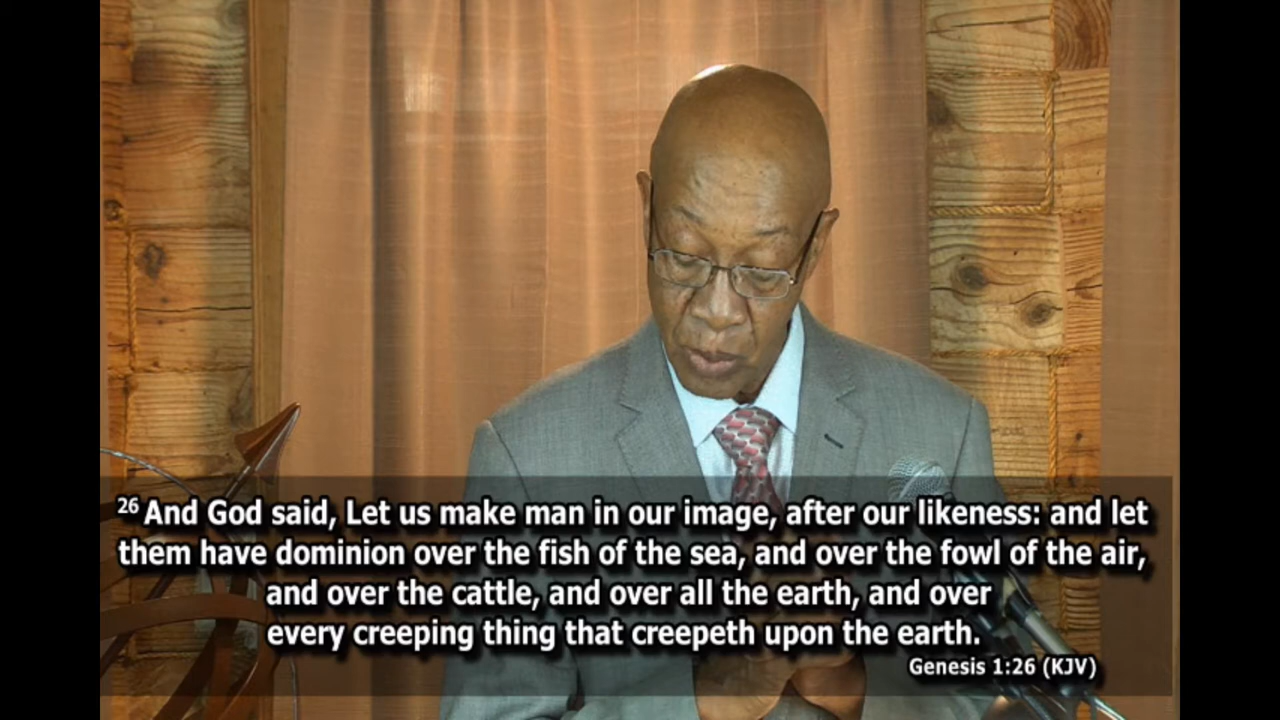 26 And God said, Let us make man in our image, after our likeness: and let
them have dominion over the fish of the sea, and over the fowl of the air,
and over the cattle, and over all the earth, and over
every creeping thing that creepeth upon the earth.
Genesis 1:26 (KJV)